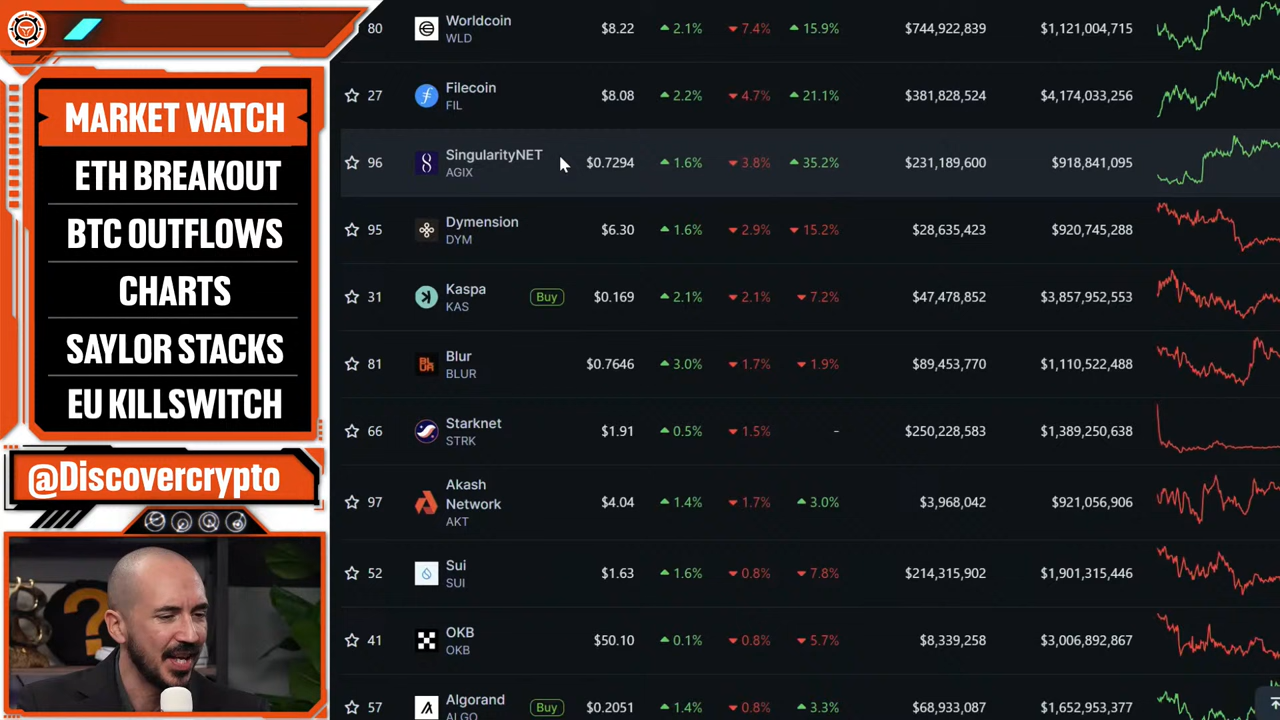 MARKET WATCH
ETH BREAKOUT
BTC OUTFLOWS
CHARTS
SAYLOR STACKS
EU KILLSWITCH
@Discovercrypto
?
80 Worldcoin WLD $8.22 2.1% 7.4% 15.9% $744,922,839 $1,121,004,715
27 Filecoin FIL $8.08 2.2% 4.7% 21.1% $381,828,524 $4,174,033,256
96 SingularityNET AGIX $0.7294 1.6% 3.8% 35.2% $231,189,600 $918,841,095
95 Dymension DYM $6.30 1.6% 2.9% 15.2% $28,635,423 $920,745,288
31 Kaspa KAS Buy $0.169 2.1% 2.1% 7.2% $47,478,852 $3,857,952,553
81 Blur BLUR $0.7646 3.0% 1.7% 1.9% $89,453,770 $1,110,522,488
66 Starknet STRK $1.91 0.5% 1.5% - $250,228,583 $1,389,250,638
97 Akash Network AKT $4.04 1.4% 1.7% 3.0% $3,968,042 $921,056,906
52 Sui SUI $1.63 1.6% 0.8% 7.8% $214,315,902 $1,901,315,446
41 OKB OKB $50.10 0.1% 0.8% 5.7% $8,339,258 $3,006,892,867
57 Algorand ALGO Buy $0.2051 1.4% 0.8% 3.3% $68,933,087 $1,652,953,377